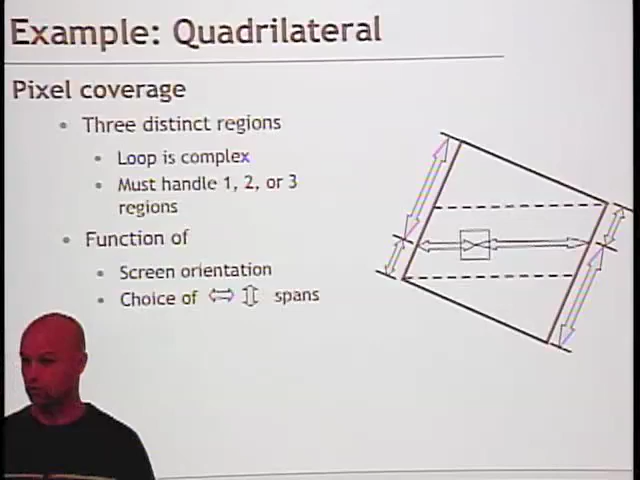 Example: Quadrilateral
Pixel coverage
• Three distinct regions
• Loop is complex
• Must handle 1, 2, or 3
regions
• Function of
• Screen orientation
• Choice of ⇔ ⇕ spans